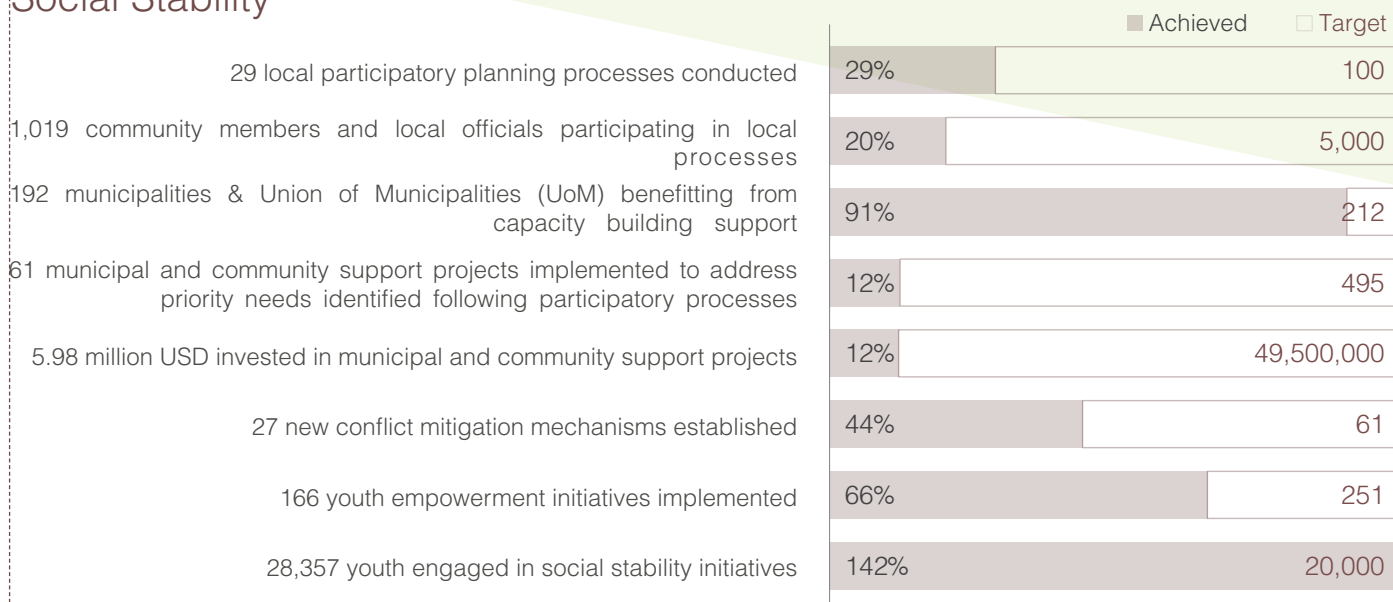 Social Stability
Achieved Target
29 local participatory planning processes conducted 29% 100
1,019 community members and local officials participating in local
processes 20% 5,000
192 municipalities & Union of Municipalities (UoM) benefitting from
capacity building support 91% 212
61 municipal and community support projects implemented to address
priority needs identified following participatory processes 12% 495
5.98 million USD invested in municipal and community support projects 12% 49,500,000
27 new conflict mitigation mechanisms established 44% 61
166 youth empowerment initiatives implemented 66% 251
28,357 youth engaged in social stability initiatives 142% 20,000